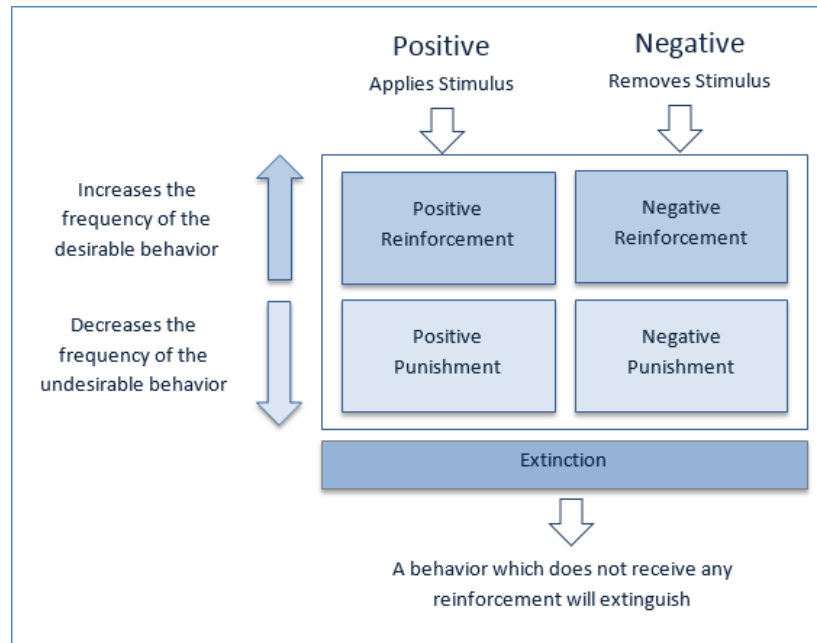 Positive
Negative
Applies Stimulus
Removes Stimulus
Increases the
frequency of the
desirable behavior
Positive
Reinforcement
Negative
Reinforcement
Decreases the
frequency of the
undesirable behavior
Positive
Punishment
Negative
Punishment
Extinction
A behavior which does not receive any
reinforcement will extinguish